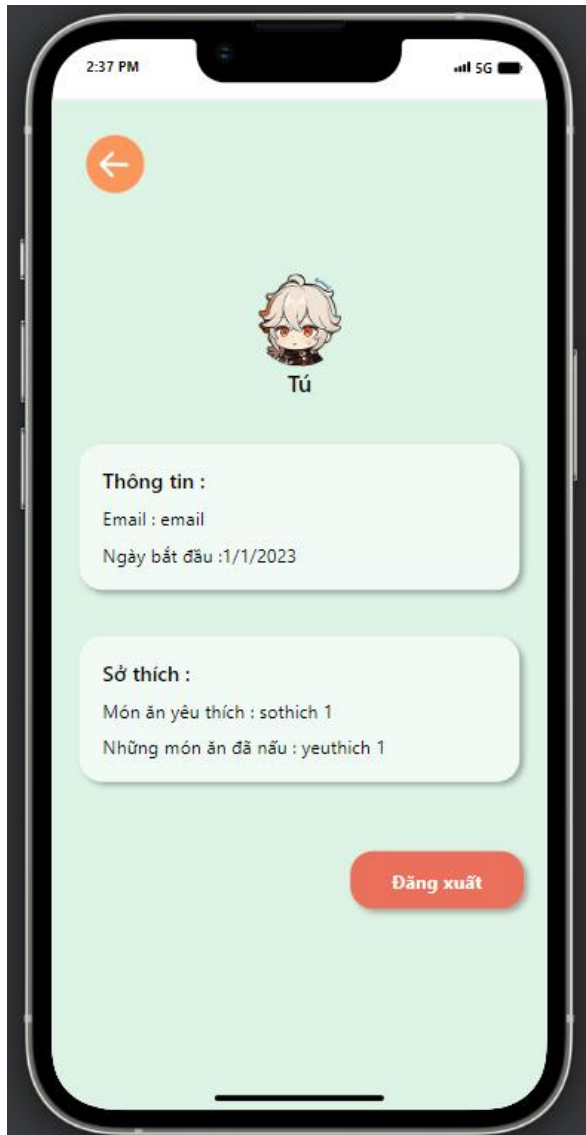 2:37 PM 5G
Tú
Thông tin :
Email : email
Ngày bắt đầu :1/1/2023
Sở thích :
Món ăn yêu thích : sothich 1
Những món ăn đã nấu : yeuthich 1
Đăng xuất